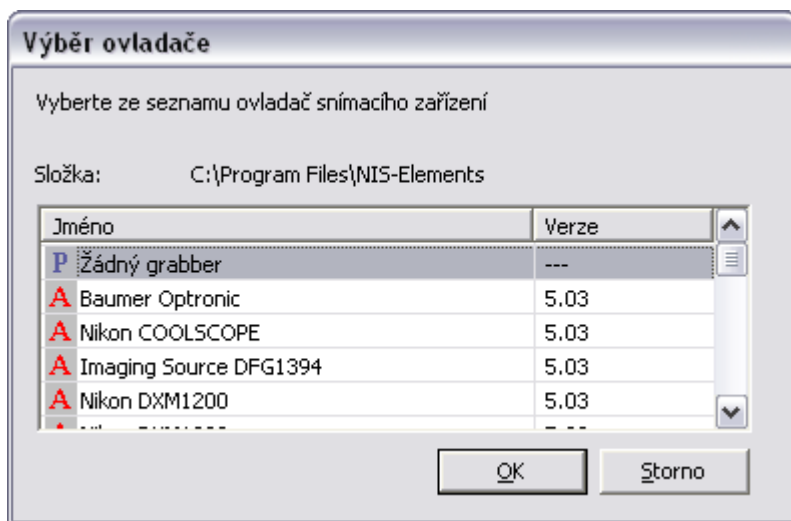 Výběr ovladače
Vyberte ze seznamu ovladač snímacího zařízení
Složka: C:\Program Files\NIS-Elements
Jméno Verze
P Žádný grabber ---
A Baumer Optronic 5.03
A Nikon COOLSCOPE 5.03
A Imaging Source DFG1394 5.03
A Nikon DXM1200 5.03
OK Storno